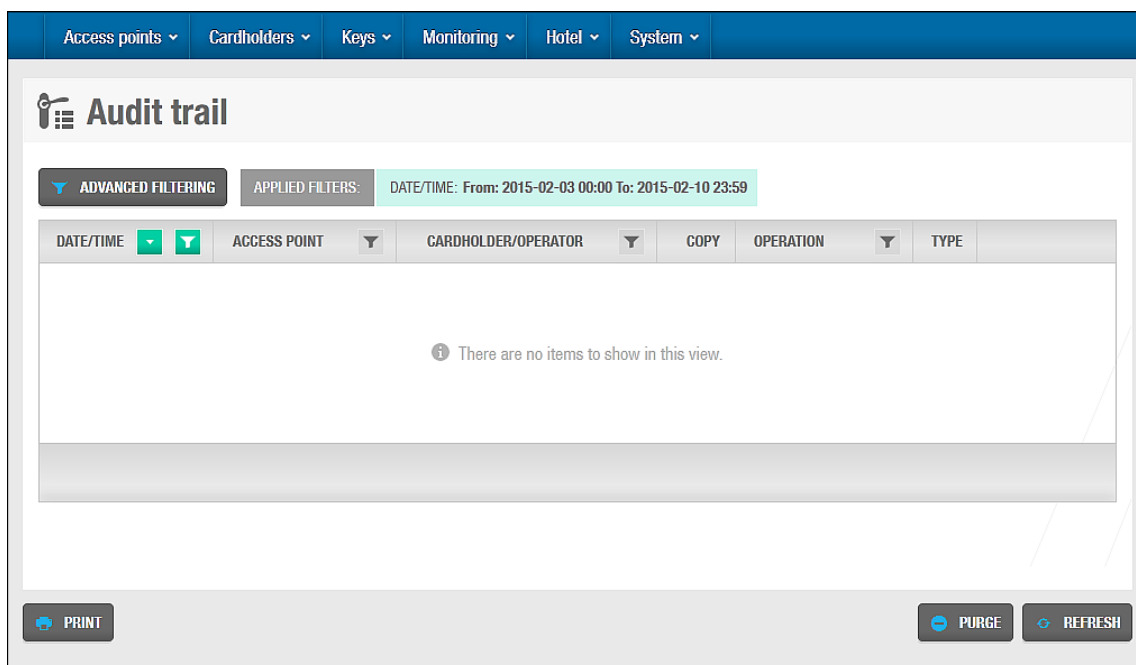 Access points Cardholders Keys Monitoring Hotel System
Audit trail
ADVANCED FILTERING APPLIED FILTERS: DATE/TIME: From: 2015-02-03 00:00 To: 2015-02-10 23:59
DATE/TIME ACCESS POINT CARDHOLDER/OPERATOR COPY OPERATION TYPE
There are no items to show in this view.
PRINT PURGE REFRESH